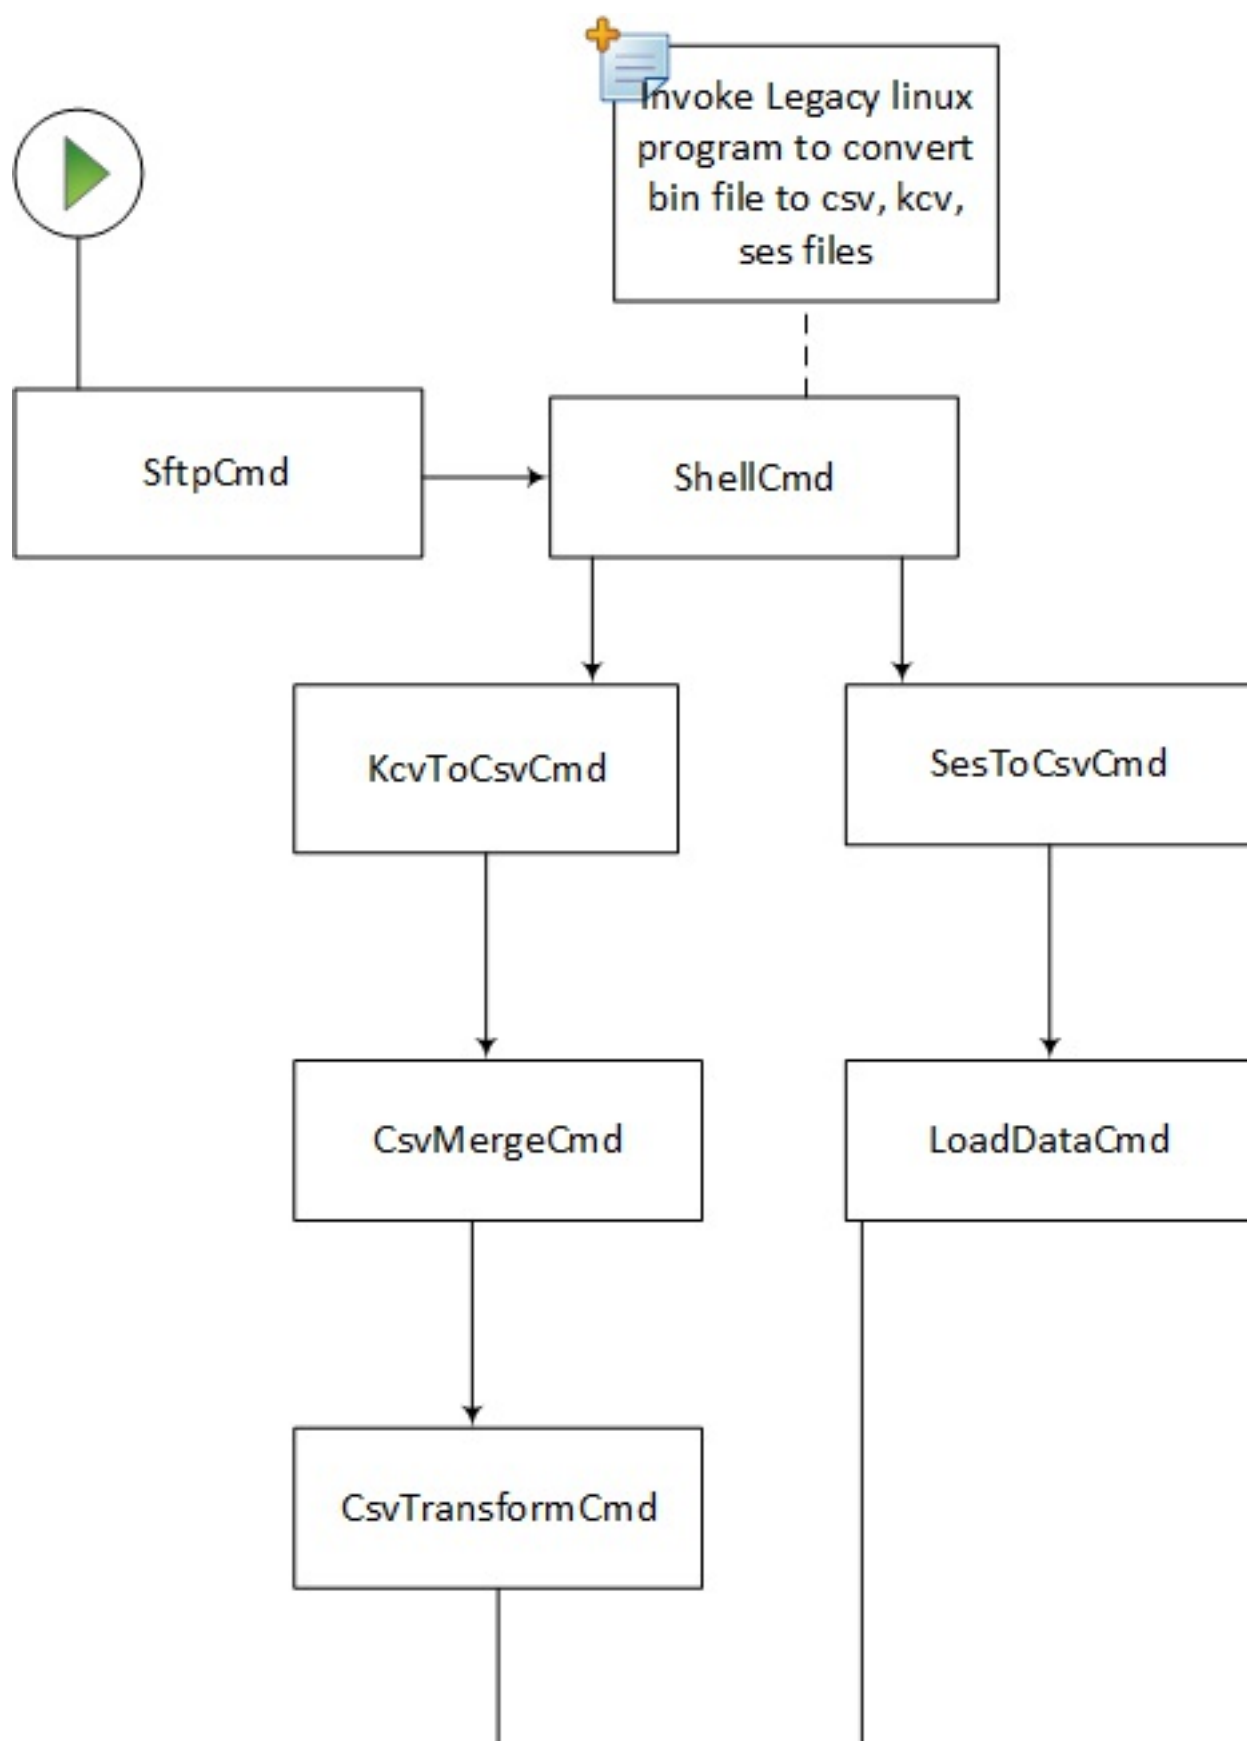 Invoke Legacy linux
program to convert
bin file to csv, kcv,
ses files
SftpCmd
ShellCmd
KcvToCsvCmd
SesToCsvCmd
CsvMergeCmd
LoadDataCmd
CsvTransformCmd